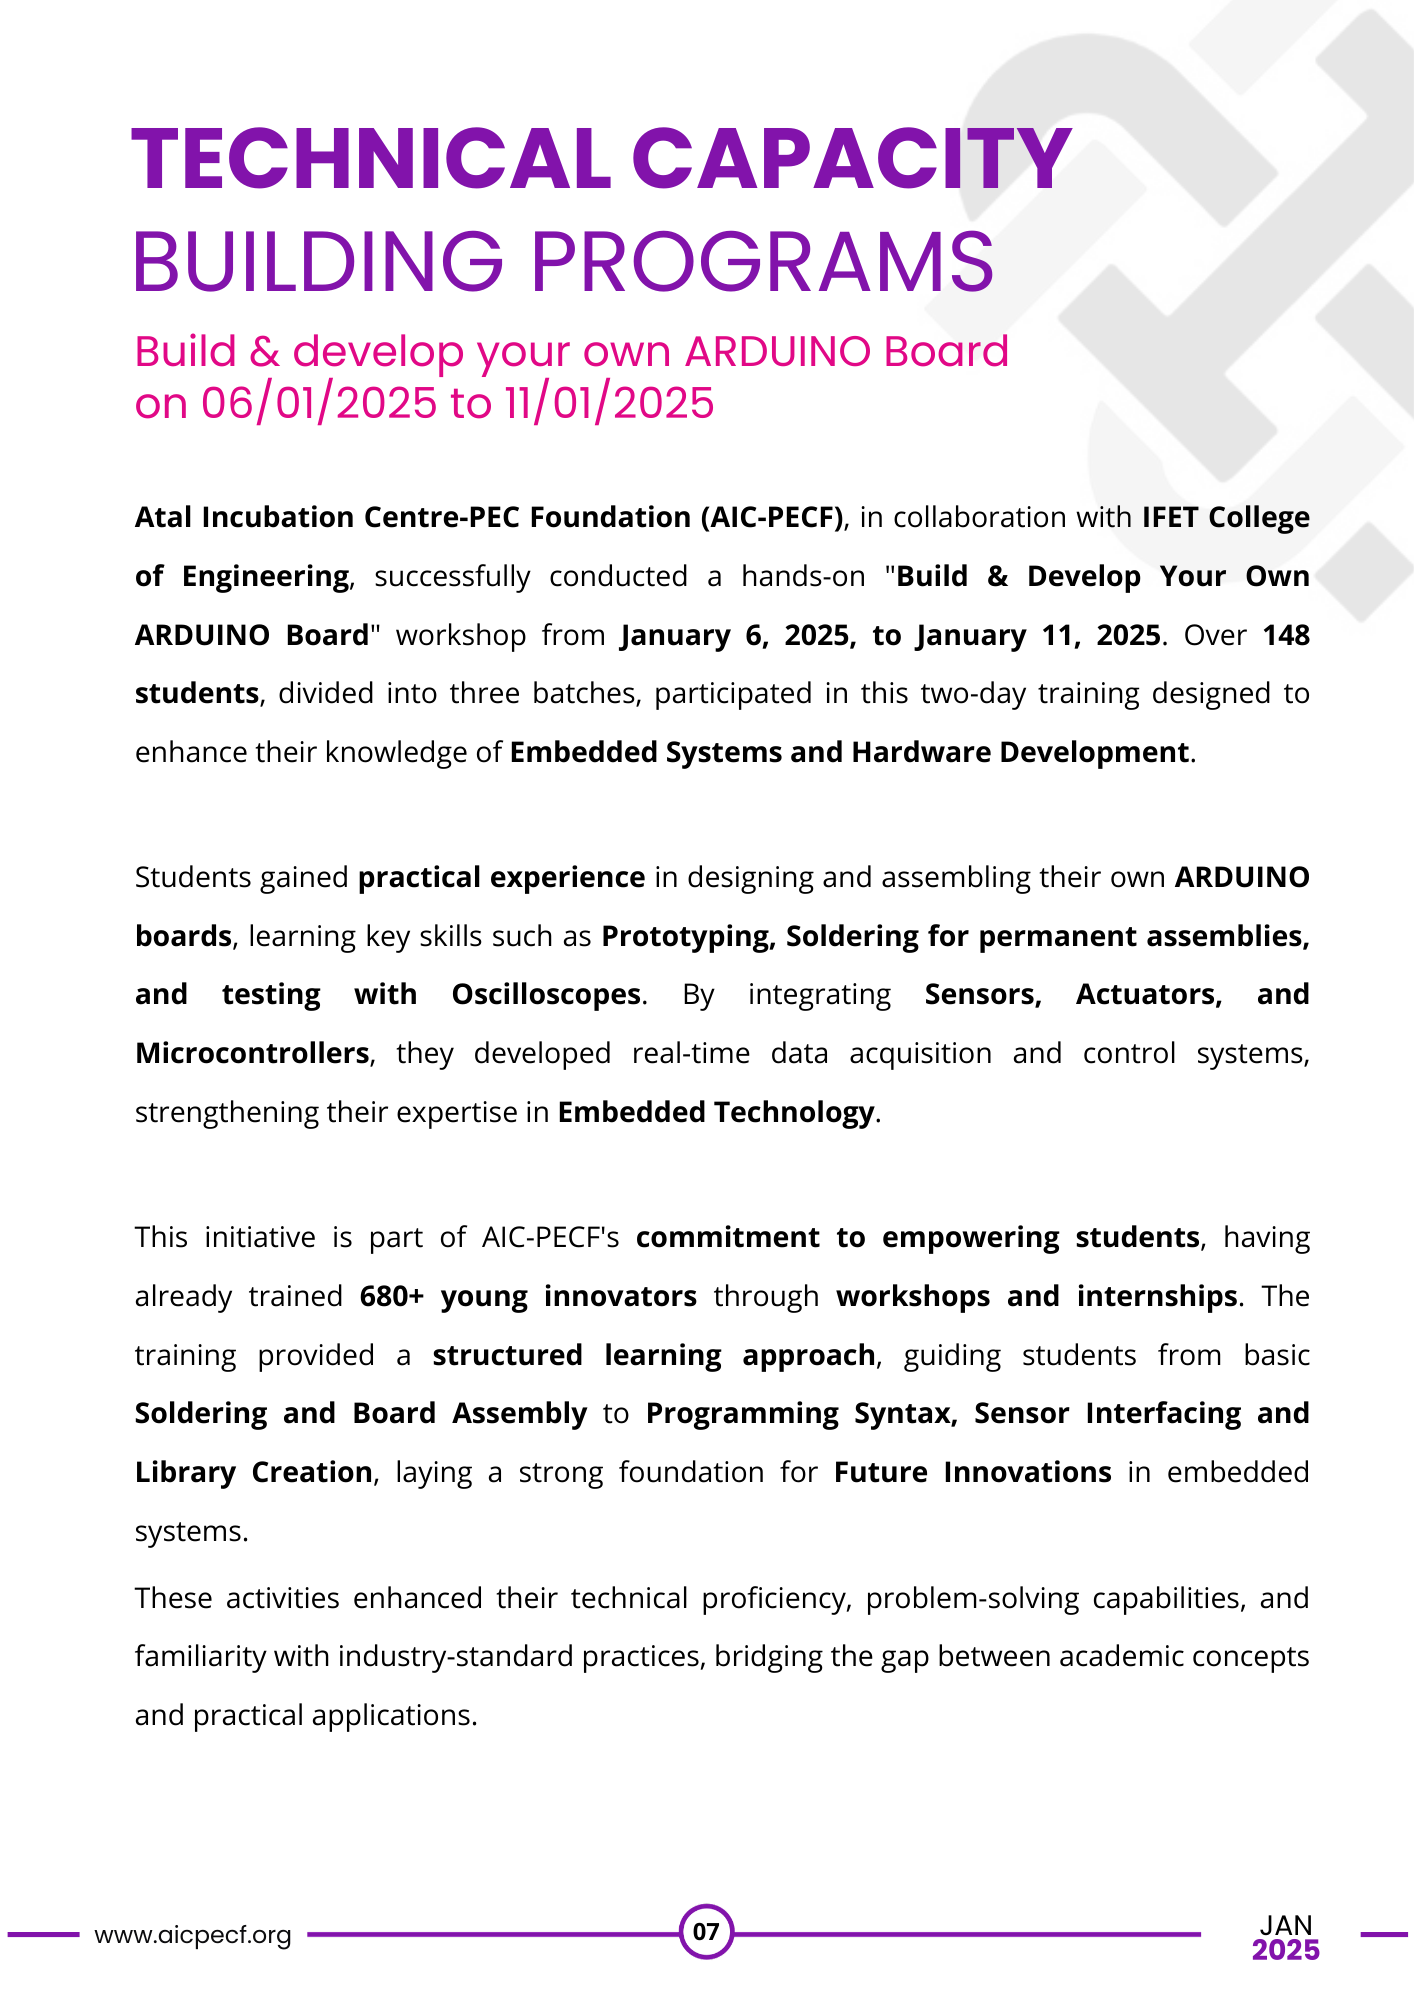 TECHNICAL CAPACITY
BUILDING PROGRAMS
Build & develop your own ARDUINO Board
on 06/01/2025 to 11/01/2025
Atal Incubation Centre-PEC Foundation (AIC-PECF), in collaboration with IFET College
of Engineering, successfully conducted a hands-on "Build & Develop Your Own
ARDUINO Board" workshop from January 6, 2025, to January 11, 2025. Over 148
students, divided into three batches, participated in this two-day training designed to
enhance their knowledge of Embedded Systems and Hardware Development.
Students gained practical experience in designing and assembling their own ARDUINO
boards, learning key skills such as Prototyping, Soldering for permanent assemblies,
and testing with Oscilloscopes. By integrating Sensors, Actuators, and
Microcontrollers, they developed real-time data acquisition and control systems,
strengthening their expertise in Embedded Technology.
This initiative is part of AIC-PECF's commitment to empowering students, having
already trained 680+ young innovators through workshops and internships. The
training provided a structured learning approach, guiding students from basic
Soldering and Board Assembly to Programming Syntax, Sensor Interfacing and
Library Creation, laying a strong foundation for Future Innovations in embedded
systems.
These activities enhanced their technical proficiency, problem-solving capabilities, and
familiarity with industry-standard practices, bridging the gap between academic concepts
and practical applications.
www.aicpecf.org
07
JAN
2025